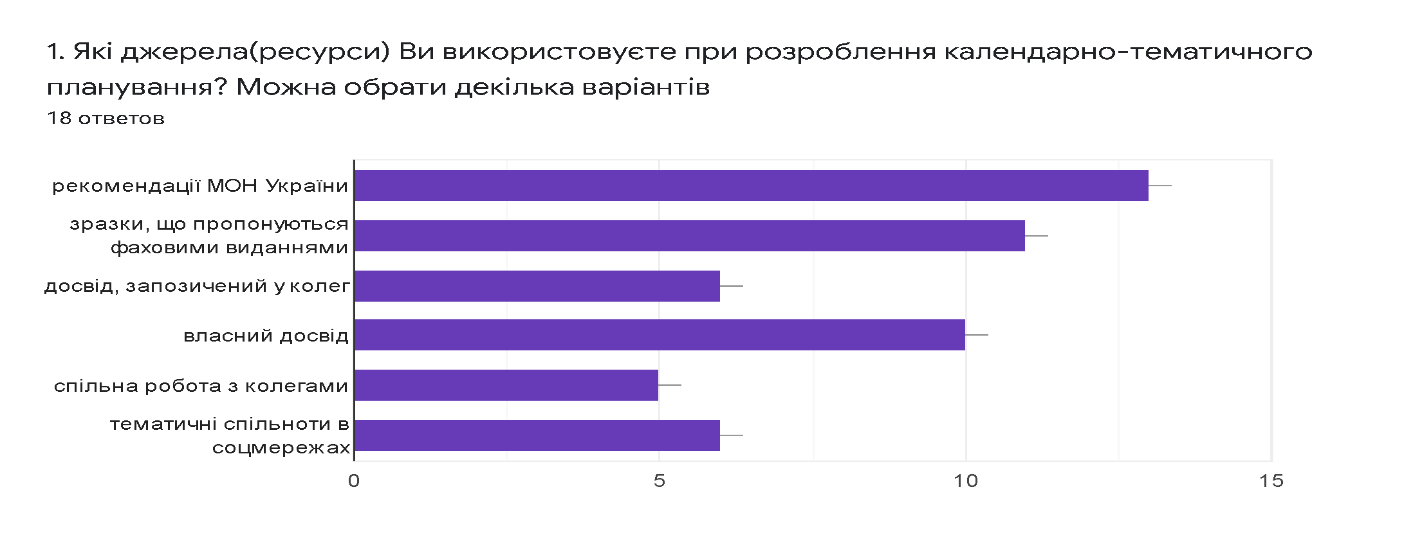 1. Які джерела(ресурси) Ви використовуєте при розроблення календарно-тематичного
планування? Можна обрати декілька варіантів
18 ответов
рекомендації МОН України
зразки, що пропонуються
фаховими виданнями
досвід, запозичений у колег
власний досвід
спільна робота з колегами
тематичні спільноти в
соцмережах
0 5 10 15